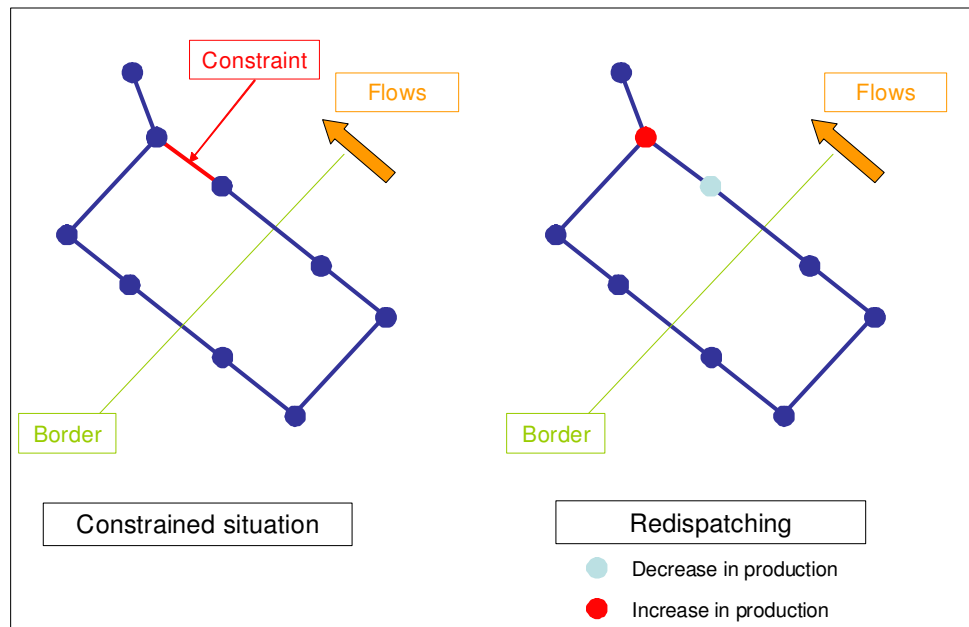 Constraint
Flows
Border
Constrained situation
Flows
Border
Redispatching
Decrease in production
Increase in production